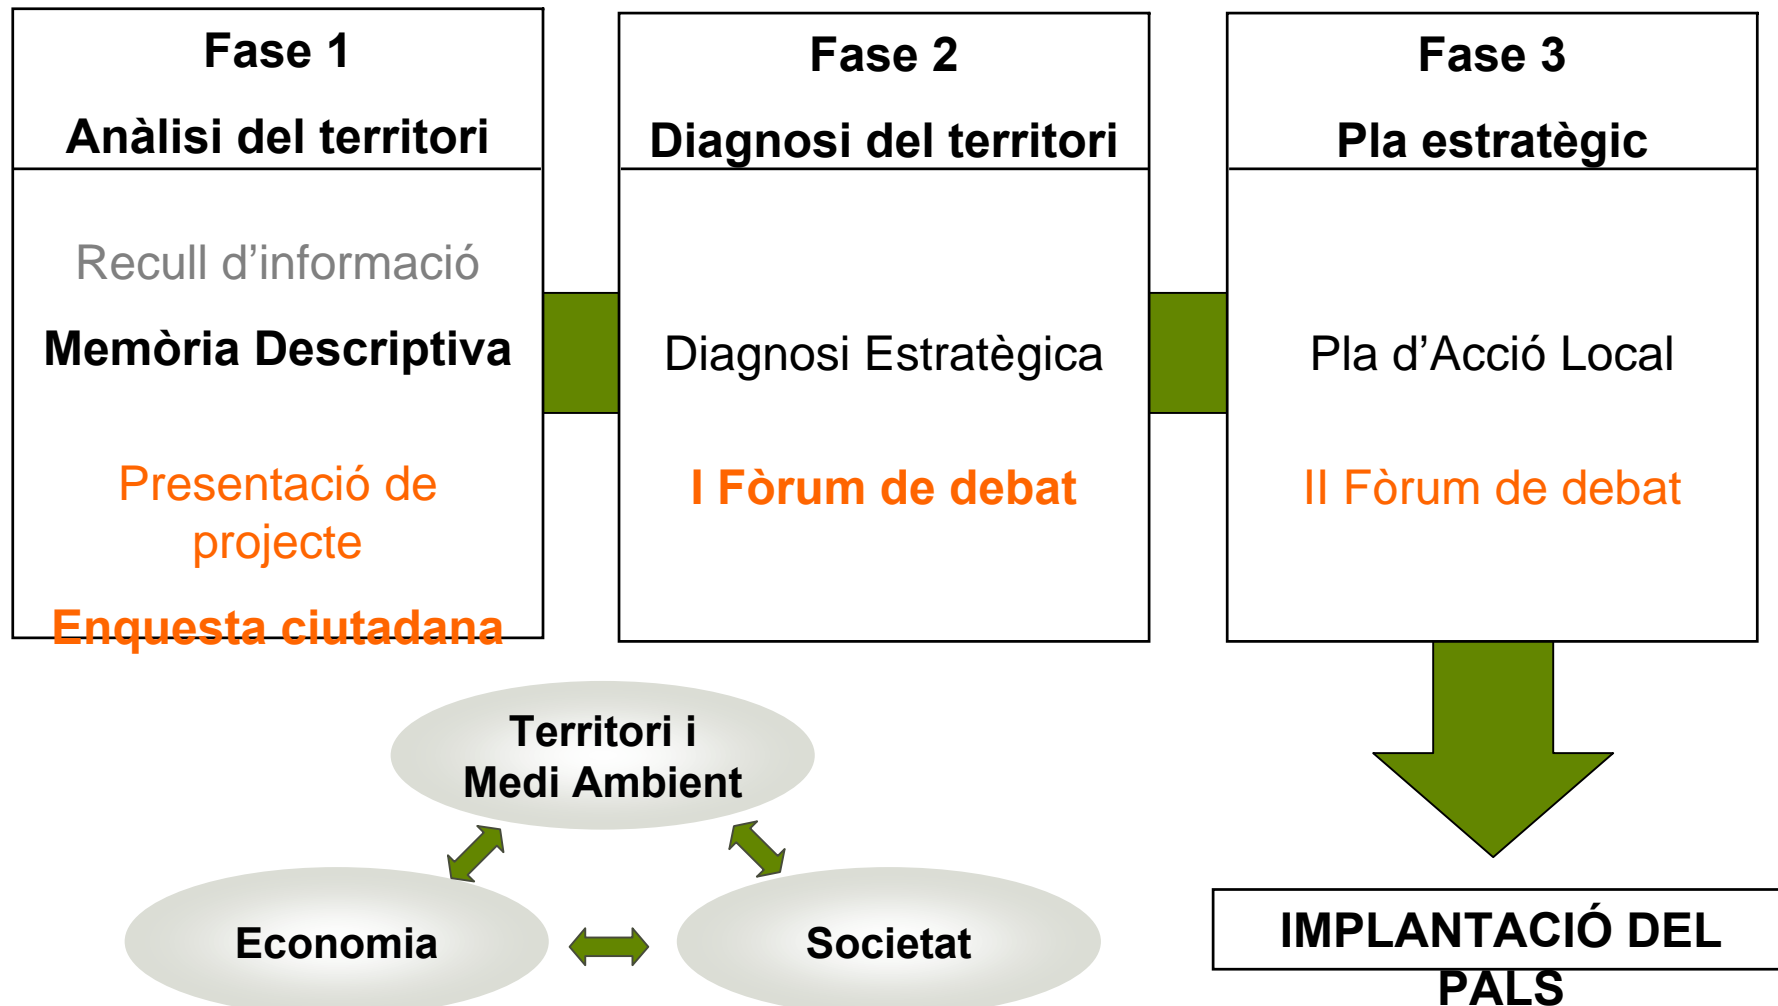 Fase 1
Anàlisi del territori
Recull d’informació
Memòria Descriptiva
Presentació de
projecte
Enquesta ciutadana
Fase 2
Diagnosi del territori
Diagnosi Estratègica
I Fòrum de debat
Fase 3
Pla estratègic
Pla d’Acció Local
II Fòrum de debat
Territori i
Medi Ambient
Economia
Societat
IMPLANTACIÓ DEL
PALS